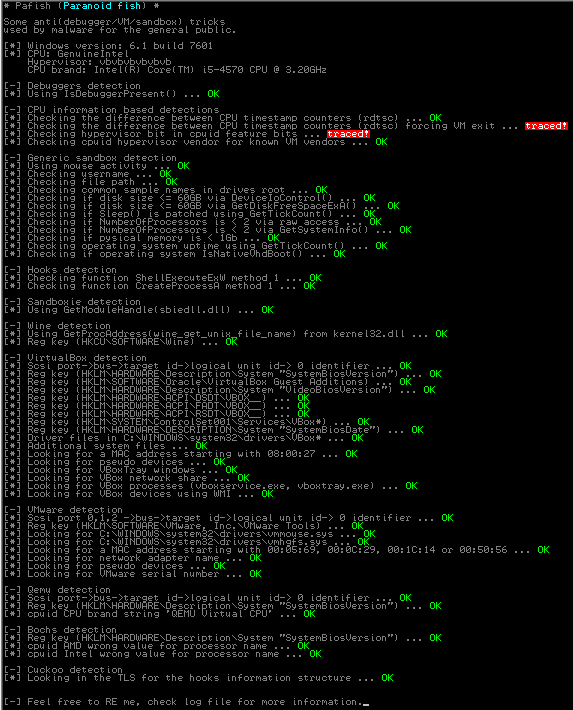 * Pafish (Paranoid fish) *
Some anti(debugger/VM/sandbox) tricks
used by malware for the general public.
[*] Windows version: 6.1 build 7601
[*] CPU: GenuineIntel
Hypervisor: vbvbvbvbvbvb
CPU brand: Intel(R) Core(TM) i5-4570 CPU @ 3.20GHz
[-] Debuggers detection
[*] Using IsDebuggerPresent() ... OK
[-] CPU information based detections
[*] Checking the difference between CPU timestamp counters (rdtsc) ... OK
[*] Checking the difference between CPU timestamp counters (rdtsc) forcing VM exit ... traced!
[*] Checking hypervisor bit in cpuid feature bits ... traced!
[*] Checking cpuid hypervisor vendor for known VM vendors ... OK
[-] Generic sandbox detection
[*] Using mouse activity ... OK
[*] Checking username ... OK
[*] Checking file path ... OK
[*] Checking common sample names in drives root ... OK
[*] Checking if disk size <= 60GB via DeviceIoControl() ... OK
[*] Checking if disk size <= 60GB via GetDiskFreeSpaceExA() ... OK
[*] Checking if Sleep() is patched using GetTickCount() ... OK
[*] Checking if NumberOfProcessors is < 2 via raw access ... OK
[*] Checking if NumberOfProcessors is < 2 via GetSystemInfo() ... OK
[*] Checking if pysical memory is < 1Gb ... OK
[*] Checking operating system uptime using GetTickCount() ... OK
[*] Checking if operating system IsNativeVhdBoot() ... OK
[-] Hooks detection
[*] Checking function ShellExecuteExW method 1 ... OK
[*] Checking function CreateProcessA method 1 ... OK
[-] Sandboxie detection
[*] Using GetModuleHandle(sbiedll.dll) ... OK
[-] Wine detection
[*] Using GetProcAddress(wine_get_unix_file_name) from kernel32.dll ... OK
[*] Reg key (HKCU\SOFTWARE\Wine) ... OK
[-] VirtualBox detection
[*] Scsi port->bus->target id->logical unit id-> 0 identifier ... OK
[*] Reg key (HKLM\HARDWARE\Description\System "SystemBiosVersion") ... OK
[*] Reg key (HKLM\SOFTWARE\Oracle\VirtualBox Guest Additions) ... OK
[*] Reg key (HKLM\HARDWARE\Description\System "VideoBiosVersion") ... OK
[*] Reg key (HKLM\HARDWARE\ACPI\DSDT\VBOX__) ... OK
[*] Reg key (HKLM\HARDWARE\ACPI\FADT\VBOX__) ... OK
[*] Reg key (HKLM\HARDWARE\ACPI\RSDT\VBOX__) ... OK
[*] Reg key (HKLM\SYSTEM\ControlSet001\Services\VBox*) ... OK
[*] Reg key (HKLM\HARDWARE\DESCRIPTION\System "SystemBiosDate") ... OK
[*] Driver files in C:\WINDOWS\system32\drivers\VBox* ... OK
[*] Additional system files ... OK
[*] Looking for a MAC address starting with 08:00:27 ... OK
[*] Looking for pseudo devices ... OK
[*] Looking for VBoxTray windows ... OK
[*] Looking for VBox network share ... OK
[*] Looking for VBox processes (vboxservice.exe, vboxtray.exe) ... OK
[*] Looking for VBox devices using WMI ... OK
[-] VMware detection
[*] Scsi port 0,1,2 ->bus->target id->logical unit id-> 0 identifier ... OK
[*] Reg key (HKLM\SOFTWARE\VMware, Inc.\VMware Tools) ... OK
[*] Looking for C:\WINDOWS\system32\drivers\vmmouse.sys ... OK
[*] Looking for C:\WINDOWS\system32\drivers\vmhgfs.sys ... OK
[*] Looking for a MAC address starting with 00:05:69, 00:0C:29, 00:1C:14 or 00:50:56 ... OK
[*] Looking for network adapter name ... OK
[*] Looking for pseudo devices ... OK
[*] Looking for VMware serial number ... OK
[-] Qemu detection
[*] Scsi port->bus->target id->logical unit id-> 0 identifier ... OK
[*] Reg key (HKLM\HARDWARE\Description\System "SystemBiosVersion") ... OK
[*] cpuid CPU brand string 'QEMU Virtual CPU' ... OK
[-] Bochs detection
[*] Reg key (HKLM\HARDWARE\Description\System "SystemBiosVersion") ... OK
[*] cpuid AMD wrong value for processor name ... OK
[*] cpuid Intel wrong value for processor name ... OK
[-] Cuckoo detection
[*] Looking in the TLS for the hooks information structure ... OK
[-] Feel free to RE me, check log file for more information.